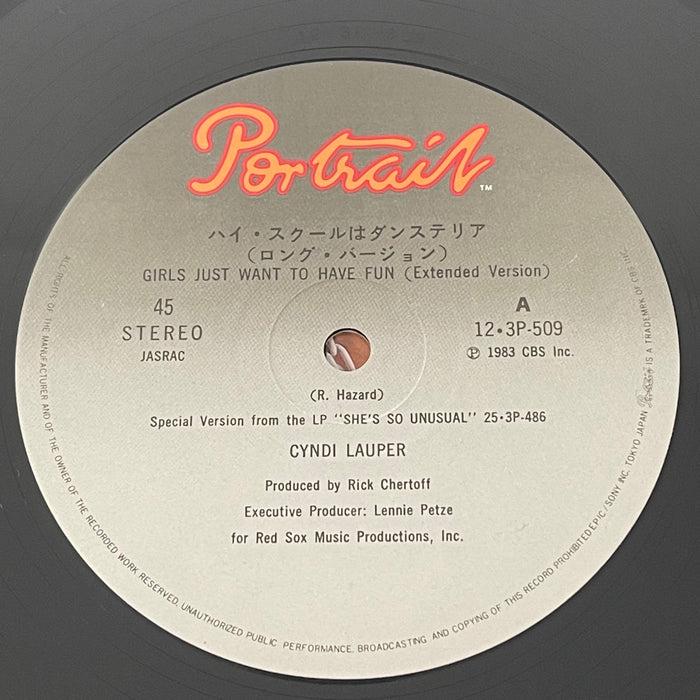 Portrait™
ハイ・スクールはダンステリア
(ロング・バージョン)
GIRLS JUST WANT TO HAVE FUN (Extended Version)
45
STEREO
JASRAC
A
12・3P-509
Ⓟ 1983 CBS Inc.
(R. Hazard)
Special Version from the LP "SHE'S SO UNUSUAL" 25・3P-486
CYNDI LAUPER
Produced by Rick Chertoff
Executive Producer: Lennie Petze
for Red Sox Music Productions, Inc.
ALL RIGHTS OF THE MANUFACTURER AND OF THE OWNER OF THE RECORDED WORK RESERVED. UNAUTHORIZED PUBLIC PERFORMANCE. BROADCASTING AND COPYING OF THIS RECORD PROHIBITED EPIC/SONY INC. TOKYO JAPAN Portrait IS A TRADEMRK OF CBS INC.